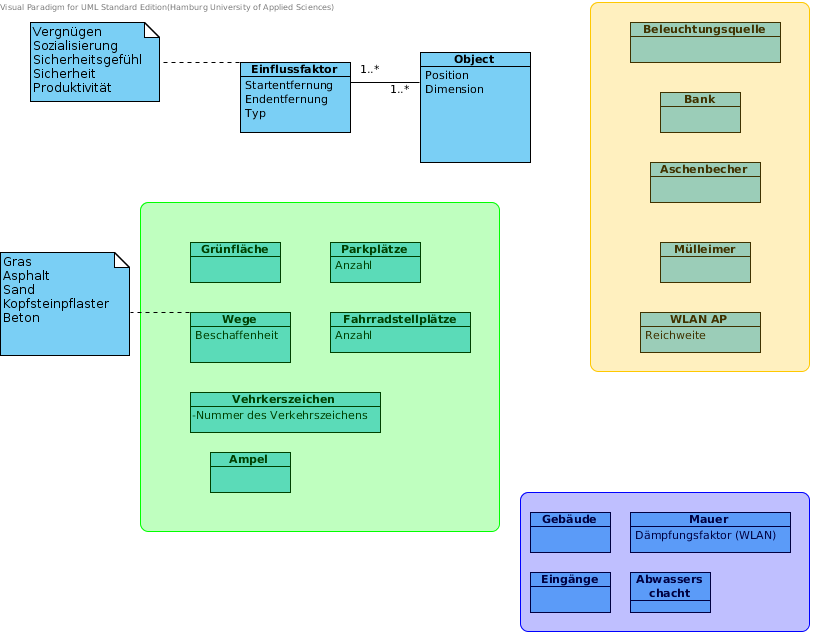 Visual Paradigm for UML Standard Edition(Hamburg University of Applied Sciences)
Vergnügen
Sozialisierung
Sicherheitsgefühl
Sicherheit
Produktivität
Einflussfaktor
Startentfernung
Endentfernung
Typ
1..*
1..*
Object
Position
Dimension
Beleuchtungsquelle
Bank
Aschenbecher
Mülleimer
WLAN AP
Reichweite
Gras
Asphalt
Sand
Kopfsteinpflaster
Beton
Grünfläche
Parkplätze
Anzahl
Wege
Beschaffenheit
Fahrradstellplätze
Anzahl
Vehrkerszeichen
-Nummer des Verkehrszeichens
Ampel
Gebäude
Mauer
Dämpfungsfaktor (WLAN)
Eingänge
Abwassers
chacht